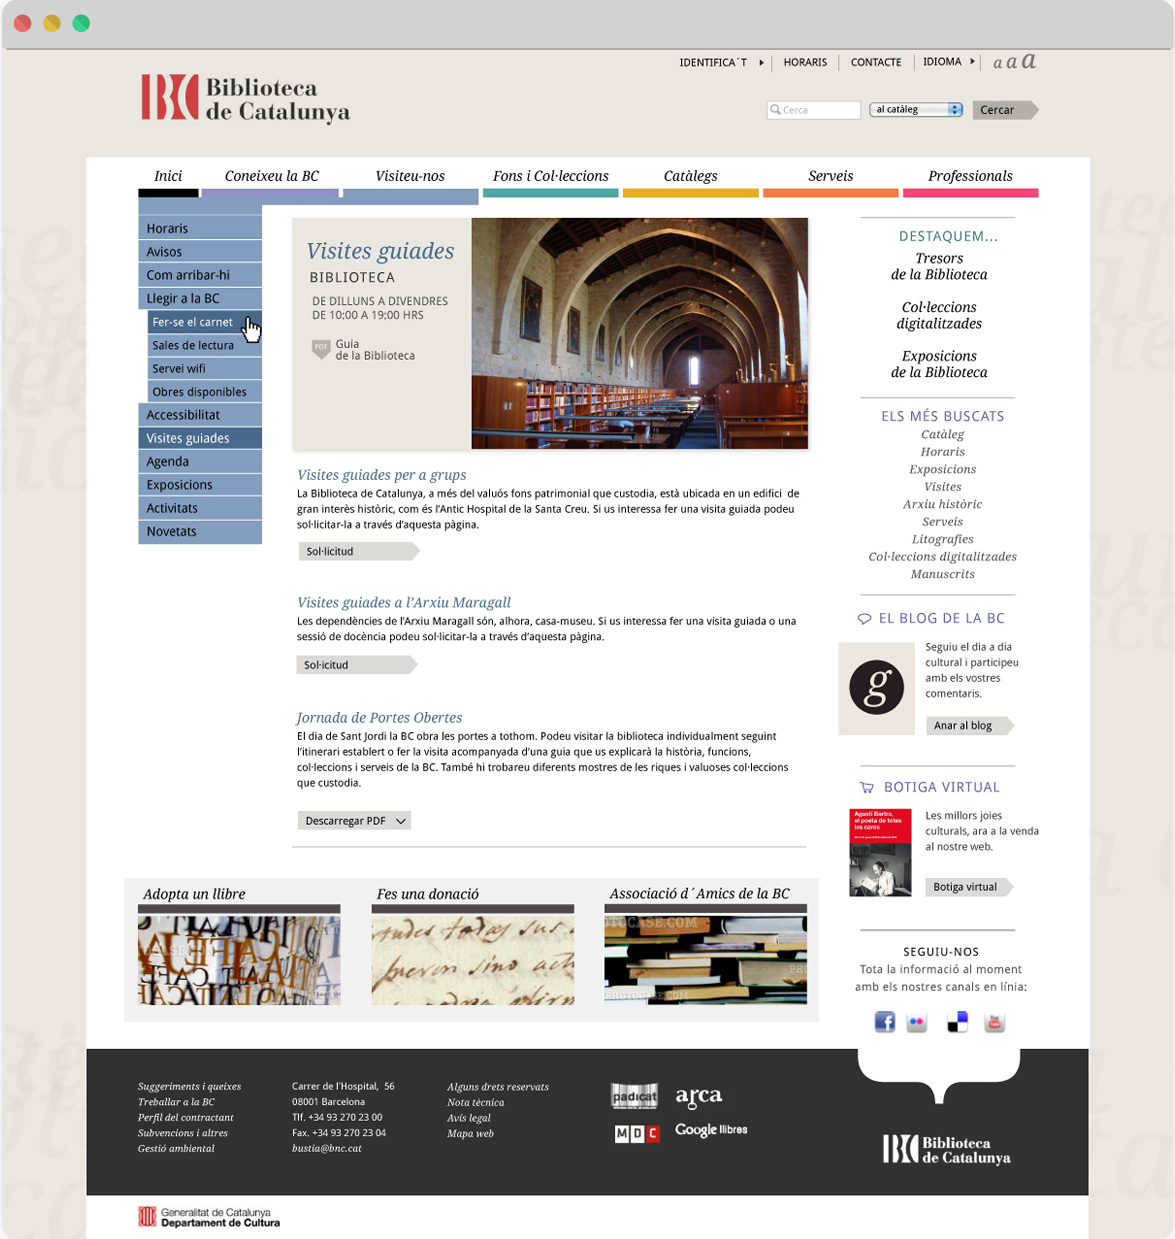 IDENTIFICA´T
HORARIS
CONTACTE
IDIOMA
a a a
Biblioteca
de Catalunya
Cerca
al catàleg
Cercar
Inici
Coneixeu la BC
Visiteu-nos
Fons i Col·leccions
Catàlegs
Serveis
Professionals
Horaris
Avisos
Com arribar-hi
Llegir a la BC
Fer-se el carnet
Sales de lectura
Servei wifi
Obres disponibles
Accessibilitat
Visites guiades
Agenda
Exposicions
Activitats
Novetats
Visites guiades
BIBLIOTECA
DE DILLUNS A DIVENDRES
DE 10:00 A 19:00 HRS
PDF
Guia
de la Biblioteca
Visites guiades per a grups
La Biblioteca de Catalunya, a més del valuós fons patrimonial que custodia, està ubicada en un edifici de
gran interès històric, com és l’Antic Hospital de la Santa Creu. Si us interessa fer una visita guiada podeu
sol·licitar-la a través d’aquesta pàgina.
Sol·licitud
Visites guiades a l’Arxiu Maragall
Les dependències de l’Arxiu Maragall són, alhora, casa-museu. Si us interessa fer una visita guiada o una
sessió de docència podeu sol·licitar-la a través d’aquesta pàgina.
Sol·icitud
Jornada de Portes Obertes
El dia de Sant Jordi la BC obra les portes a tothom. Podeu visitar la biblioteca individualment seguint
l’itinerari establert o fer la visita acompanyada d’una guia que us explicarà la història, funcions,
col·leccions i serveis de la BC. També hi trobareu diferents mostres de les riques i valuoses col·leccions
que custodia.
Descarregar PDF
DESTAQUEM...
Tresors
de la Biblioteca
Col·leccions
digitalitzades
Exposicions
de la Biblioteca
ELS MÉS BUSCATS
Catàleg
Horaris
Exposicions
Visites
Arxiu històric
Serveis
Litografies
Col·leccions digitalitzades
Manuscrits
EL BLOG DE LA BC
g
Seguiu el dia a dia
cultural i participeu
amb els vostres
comentaris.
Anar al blog
BOTIGA VIRTUAL
Agustí Bartra,
el poeta de totes
les cares
Les millors joies
culturals, ara a la venda
al nostre web.
Botiga virtual
SEGUIU-NOS
Tota la informació al moment
amb els nostres canals en línia:
Adopta un llibre
Fes una donació
Associació d´Amics de la BC
Suggeriments i queixes
Treballar a la BC
Perfil del contractant
Subvencions i altres
Gestió ambiental
Carrer de l'Hospital, 56
08001 Barcelona
Tlf. +34 93 270 23 00
Fax. +34 93 270 23 04
bustia@bnc.cat
Alguns drets reservats
Nota tècnica
Avís legal
Mapa web
padicat
arca
MDC
Google llibres
Biblioteca
de Catalunya
Generalitat de Catalunya
Departament de Cultura